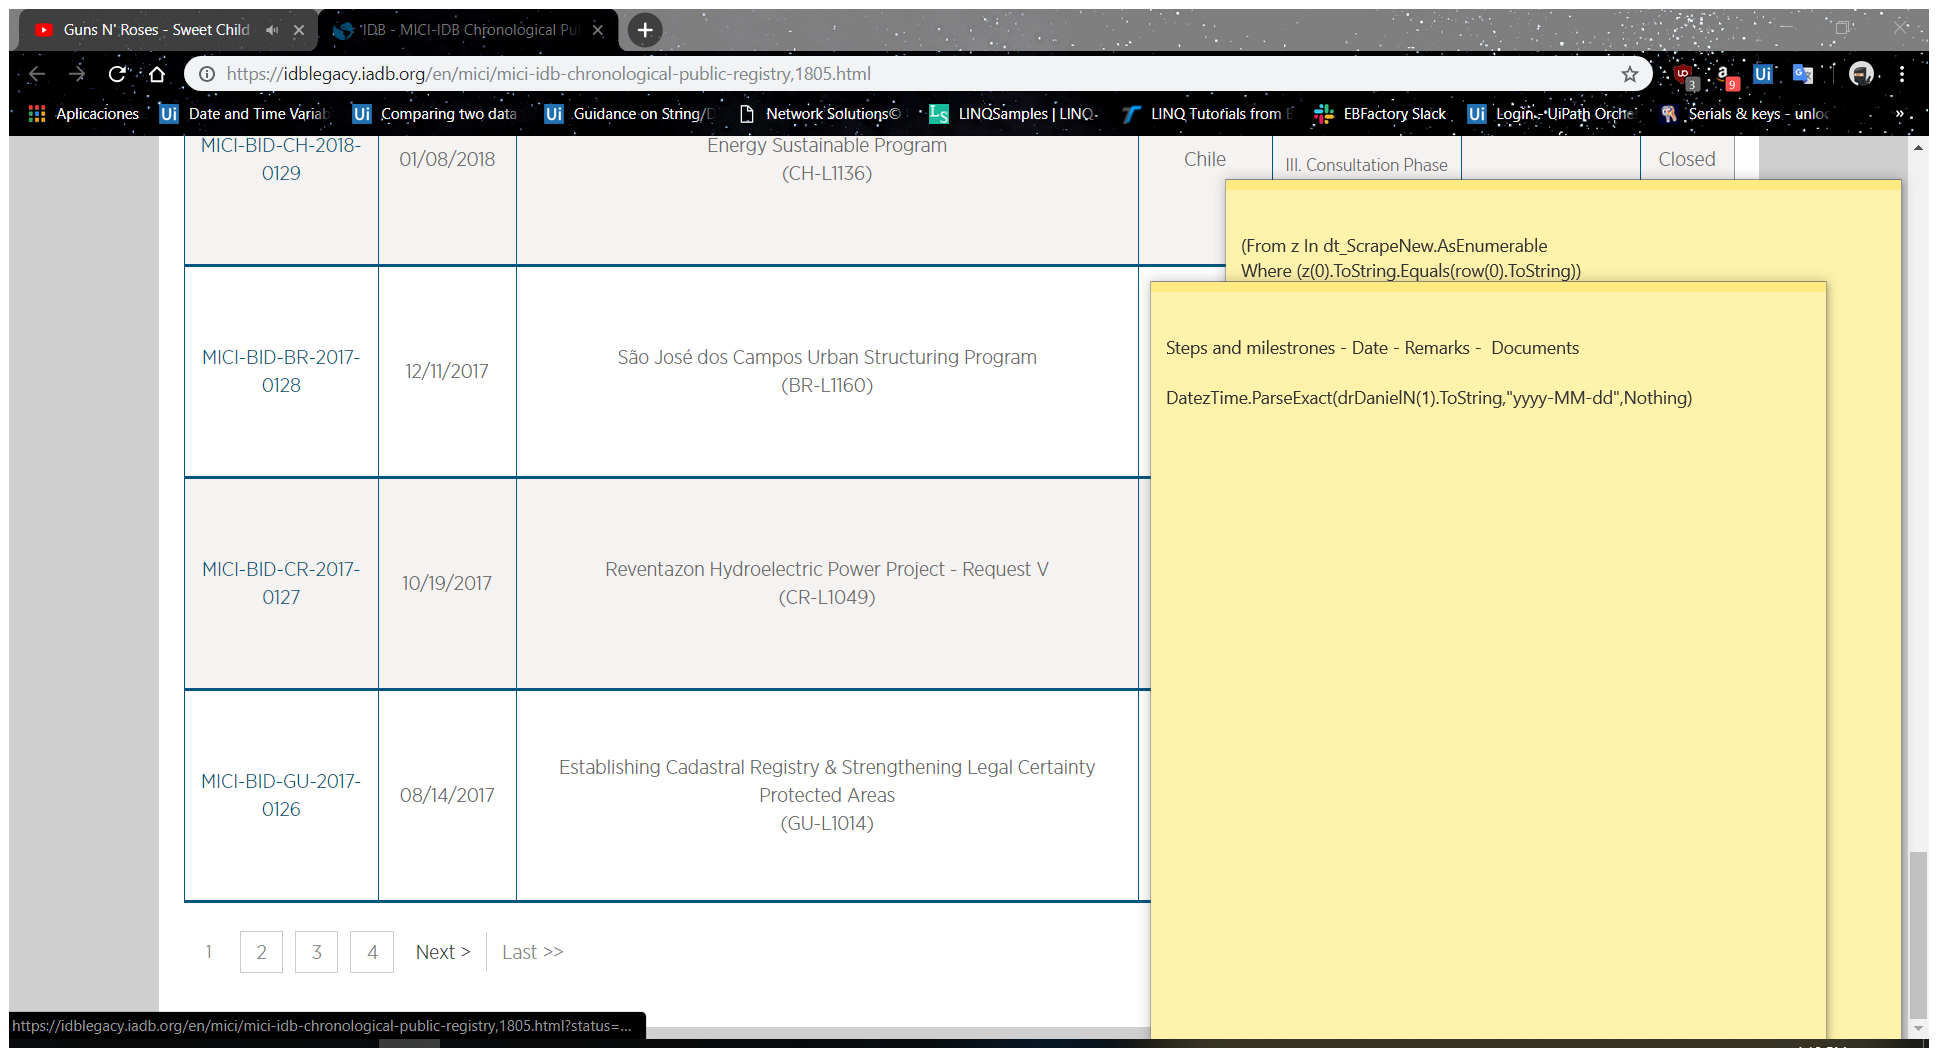 Guns N' Roses - Sweet Child
IDB - MICI-IDB Chronological Pu
https://idblegacy.iadb.org/en/mici/mici-idb-chronological-public-registry,1805.html
3
9
Aplicaciones
Date and Time Variab
Comparing two data
Guidance on String/D
Network Solutions©
LINQSamples | LINQ
LINQ Tutorials from E
EBFactory Slack
Login - UiPath Orche
Serials & keys - unloc
»
MICI-BID-CH-2018-
0129
01/08/2018
Energy Sustainable Program
(CH-L1136)
Chile
III. Consultation Phase
Closed
(From z In dt_ScrapeNew.AsEnumerable
Where (z(0).ToString.Equals(row(0).ToString))
Steps and milestrones - Date - Remarks - Documents
DatezTime.ParseExact(drDanielN(1).ToString,"yyyy-MM-dd",Nothing)
MICI-BID-BR-2017-
0128
12/11/2017
São José dos Campos Urban Structuring Program
(BR-L1160)
MICI-BID-CR-2017-
0127
10/19/2017
Reventazon Hydroelectric Power Project - Request V
(CR-L1049)
MICI-BID-GU-2017-
0126
08/14/2017
Establishing Cadastral Registry & Strengthening Legal Certainty
Protected Areas
(GU-L1014)
1 2 3 4 Next > Last >>
https://idblegacy.iadb.org/en/mici/mici-idb-chronological-public-registry,1805.html?status=...